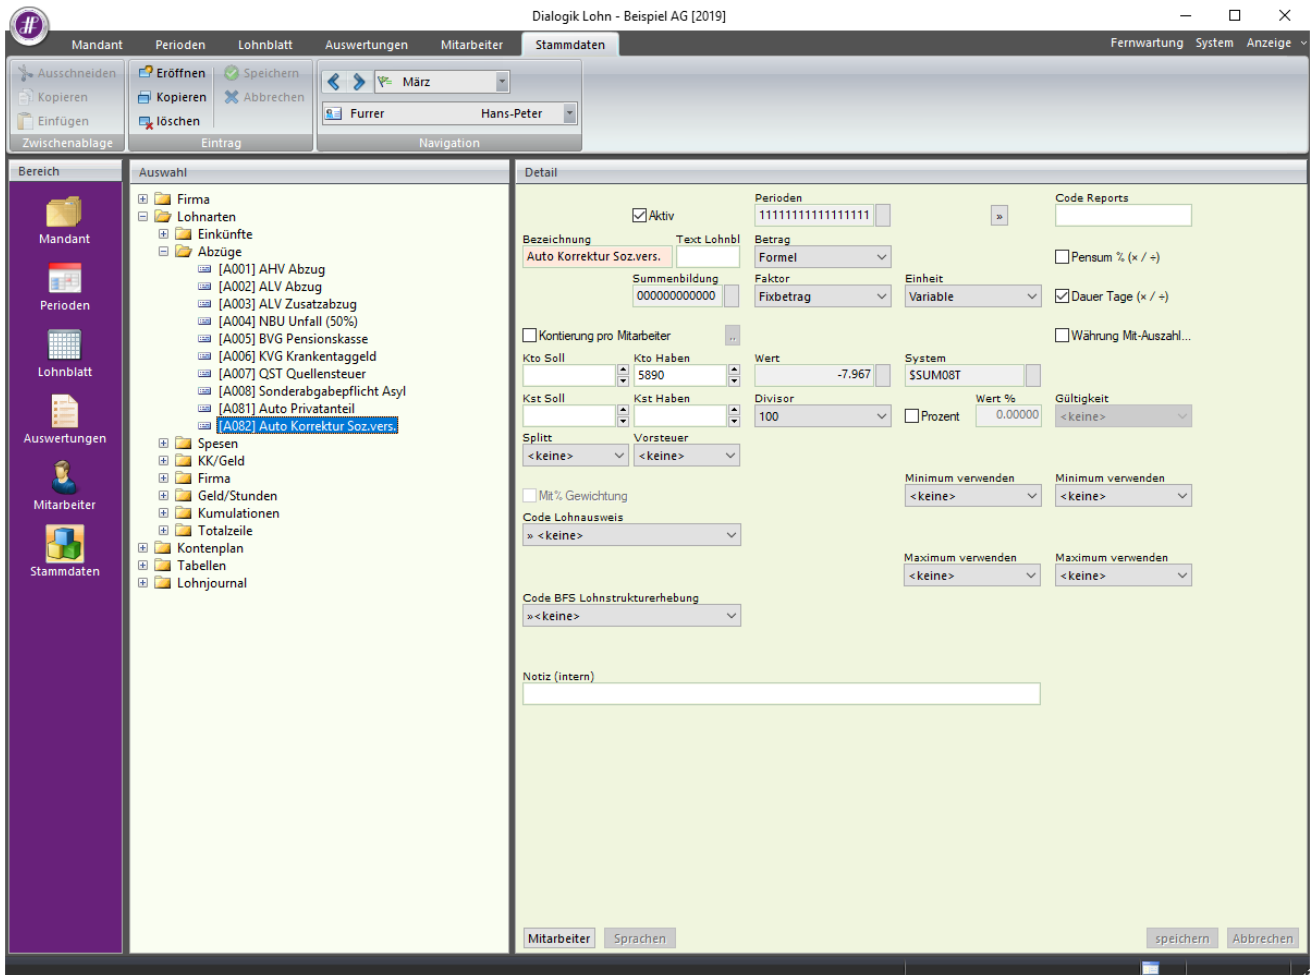 Dialogik Lohn - Beispiel AG [2019]
Mandant Perioden Lohnblatt Auswertungen Mitarbeiter Stammdaten Fernwartung System Anzeige
Ausschneiden
Kopieren
Einfügen
Zwischenablage
Eröffnen Speichern
Kopieren Abbrechen
löschen
Eintrag
März
Furrer Hans-Peter
Navigation
Bereich
Mandant
Perioden
Lohnblatt
Auswertungen
Mitarbeiter
Stammdaten
Auswahl
Firma
Lohnarten
Einkünfte
Abzüge
[A001] AHV Abzug
[A002] ALV Abzug
[A003] ALV Zusatzabzug
[A004] NBU Unfall (50%)
[A005] BVG Pensionskasse
[A006] KVG Krankentaggeld
[A007] QST Quellensteuer
[A008] Sonderabgabepflicht Asyl
[A081] Auto Privatanteil
[A082] Auto Korrektur Soz.vers.
Spesen
KK/Geld
Firma
Geld/Stunden
Kumulationen
Totalzeile
Kontenplan
Tabellen
Lohnjournal
Detail
Perioden Code Reports
Aktiv 11111111111111111 »
Bezeichnung Text Lohnbl Betrag
Auto Korrektur Soz.vers. Formel Pensum % (× / ÷)
Summenbildung Faktor Einheit
000000000000 Fixbetrag Variable Dauer Tage (× / ÷)
Kontierung pro Mitarbeiter .. Währung Mit-Auszahl...
Kto Soll Kto Haben Wert System
5890 -7.967 $SUM08T
Kst Soll Kst Haben Divisor Wert % Gültigkeit
100 Prozent 0.00000 <keine>
Splitt Vorsteuer
<keine> <keine>
Minimum verwenden Minimum verwenden
Mit% Gewichtung <keine> <keine>
Code Lohnausweis
» <keine>
Maximum verwenden Maximum verwenden
<keine> <keine>
Code BFS Lohnstrukturerhebung
»<keine>
Notiz (intern)
Mitarbeiter Sprachen speichern Abbrechen